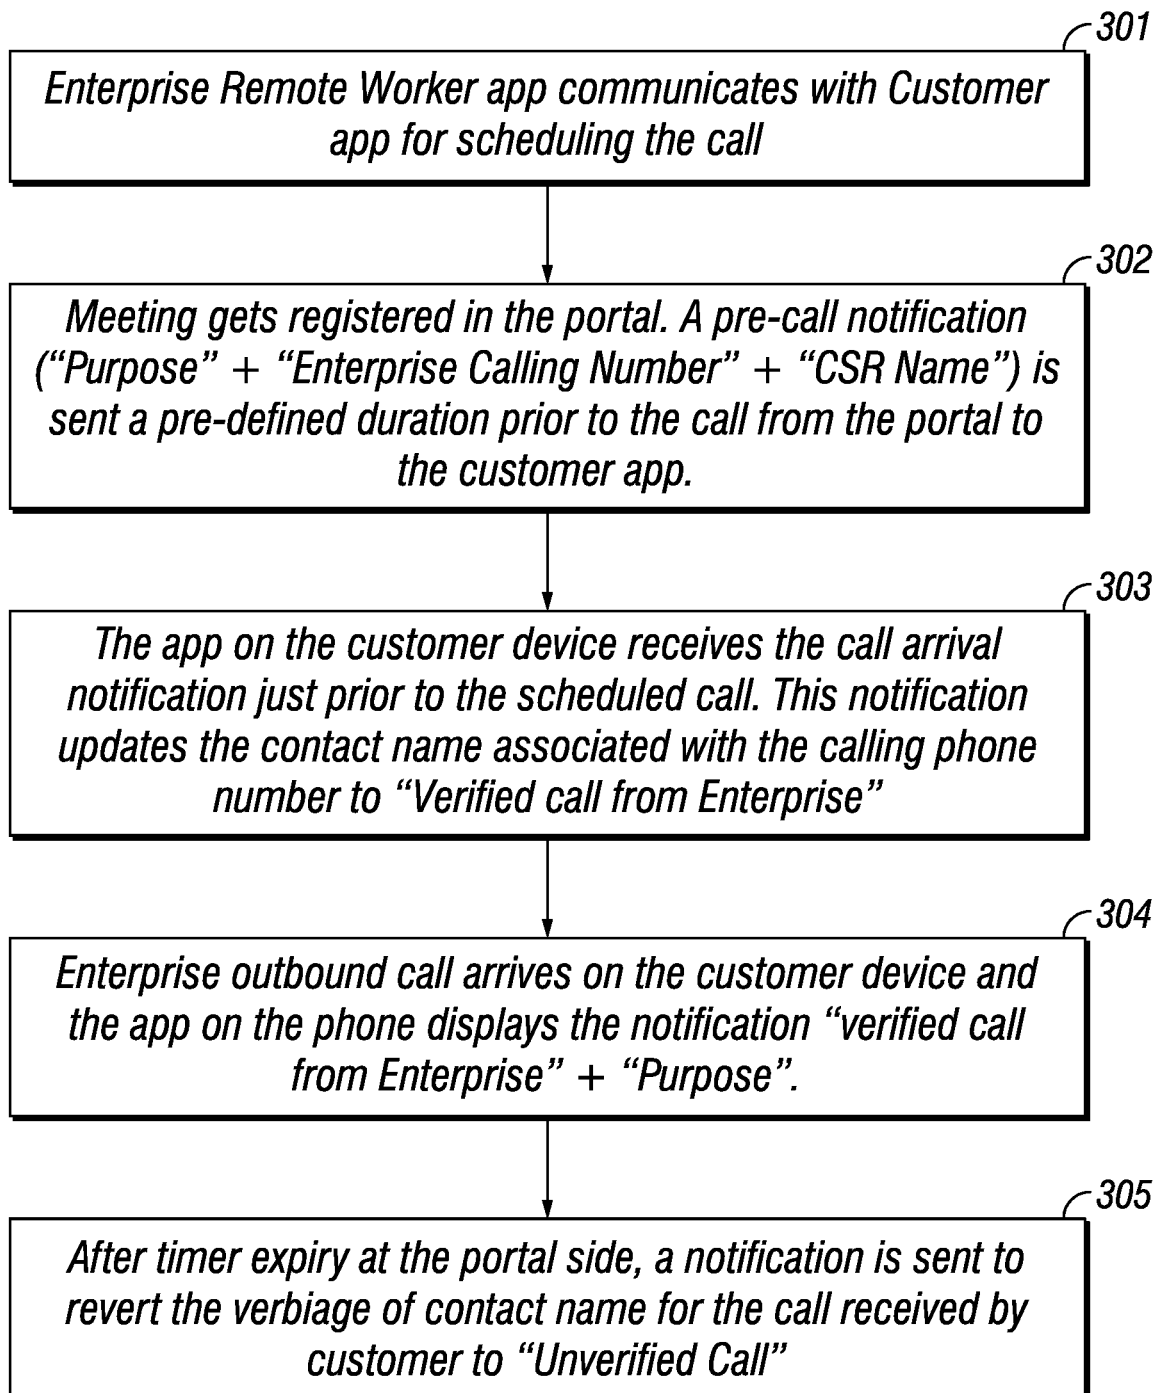 301
Enterprise Remote Worker app communicates with Customer
app for scheduling the call
302
Meeting gets registered in the portal. A pre-call notification
(“Purpose” + “Enterprise Calling Number” + “CSR Name”) is
sent a pre-defined duration prior to the call from the portal to
the customer app.
303
The app on the customer device receives the call arrival
notification just prior to the scheduled call. This notification
updates the contact name associated with the calling phone
number to “Verified call from Enterprise”
304
Enterprise outbound call arrives on the customer device and
the app on the phone displays the notification “verified call
from Enterprise” + “Purpose”.
305
After timer expiry at the portal side, a notification is sent to
revert the verbiage of contact name for the call received by
customer to “Unverified Call”